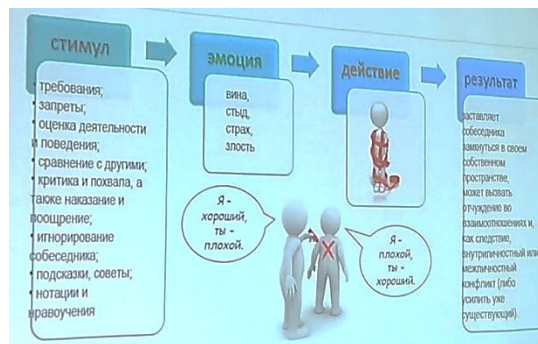 стимул
требования;
запреты;
оценка деятельности
и поведения;
сравнение с другими;
критика и похвала, а
также наказание и
поощрение;
игнорирование
собеседника;
подсказки, советы;
нотации и
нравоучения
эмоция
вина,
стыд,
страх,
злость
действие
результат
заставляет
собеседника
замкнуться в своем
собственном
пространстве,
может вызвать
отчуждение во
взаимоотношениях и,
как следствие,
внутриличностный или
межличностный
конфликт (либо
усилить уже
существующий).
Я -
хороший,
ты -
плохой.
Я -
плохой,
ты -
хороший.